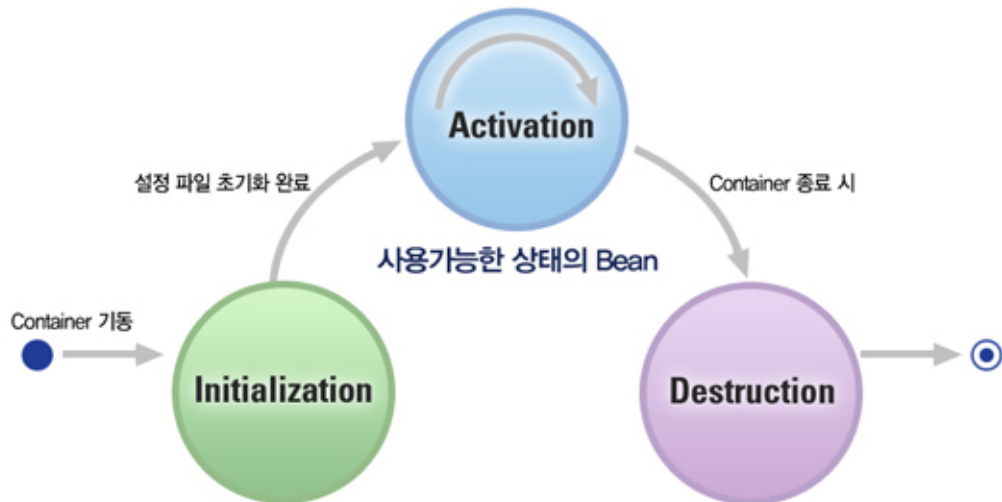 Activation
설정 파일 초기화 완료
Container 종료 시
사용가능한 상태의 Bean
Container 기동
Initialization
Destruction